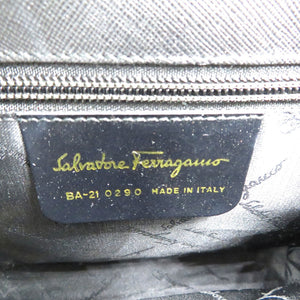 Salvatore Ferragamo
BA-21 0290 MADE IN ITALY